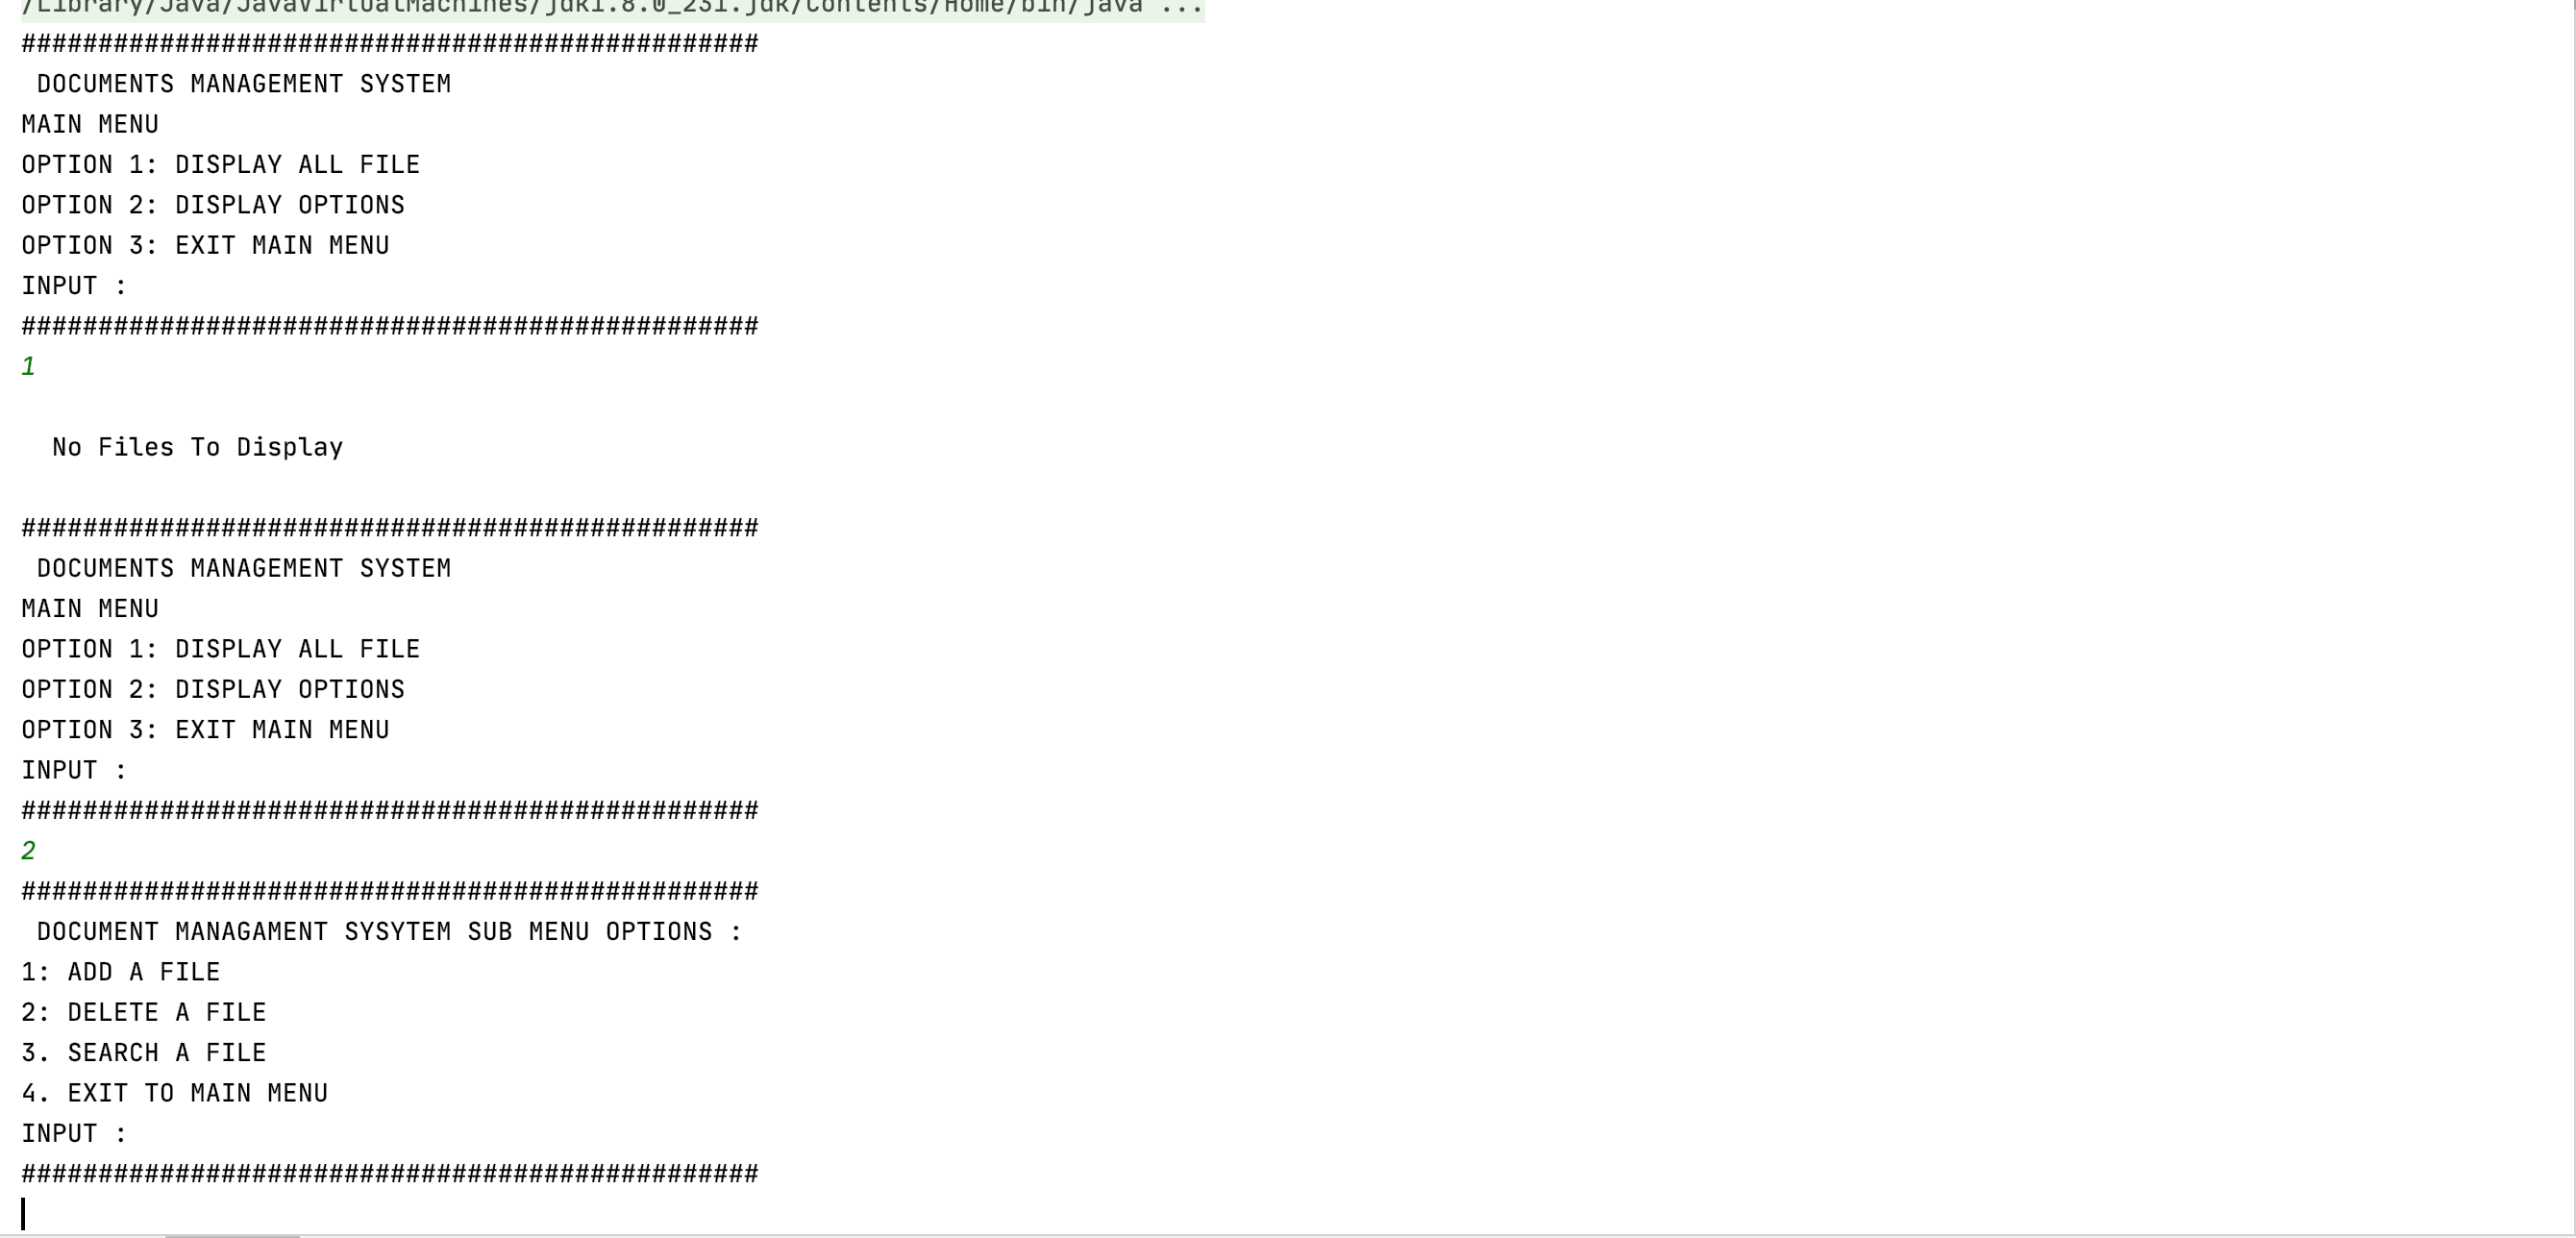 /Library/Java/JavaVirtualMachines/jdk1.8.0_231.jdk/Contents/Home/bin/java ...
################################################
 DOCUMENTS MANAGEMENT SYSTEM
MAIN MENU
OPTION 1: DISPLAY ALL FILE
OPTION 2: DISPLAY OPTIONS
OPTION 3: EXIT MAIN MENU
INPUT :
################################################
1
  No Files To Display
################################################
 DOCUMENTS MANAGEMENT SYSTEM
MAIN MENU
OPTION 1: DISPLAY ALL FILE
OPTION 2: DISPLAY OPTIONS
OPTION 3: EXIT MAIN MENU
INPUT :
################################################
2
################################################
 DOCUMENT MANAGAMENT SYSYTEM SUB MENU OPTIONS :
1: ADD A FILE
2: DELETE A FILE
3. SEARCH A FILE
4. EXIT TO MAIN MENU
INPUT :
################################################